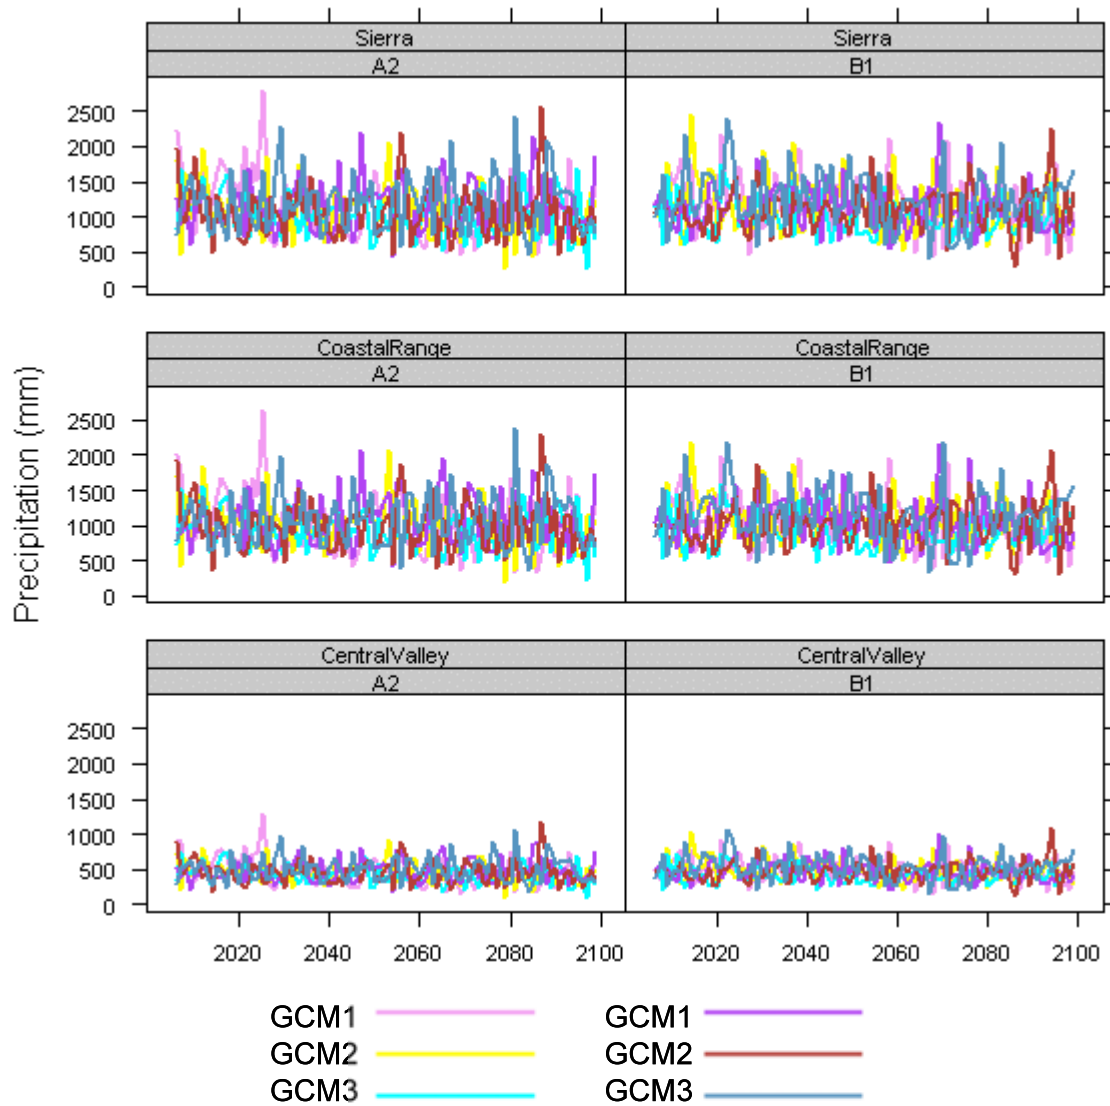 Sierra Sierra
A2 B1
2500
2000
1500
1000
500
0
CoastalRange CoastalRange
A2 B1
2500
2000
1500
1000
500
0
Precipitation (mm)
CentralValley CentralValley
A2 B1
2500
2000
1500
1000
500
0
2020 2040 2060 2080 2100 2020 2040 2060 2080 2100
GCM1 GCM1
GCM2 GCM2
GCM3 GCM3